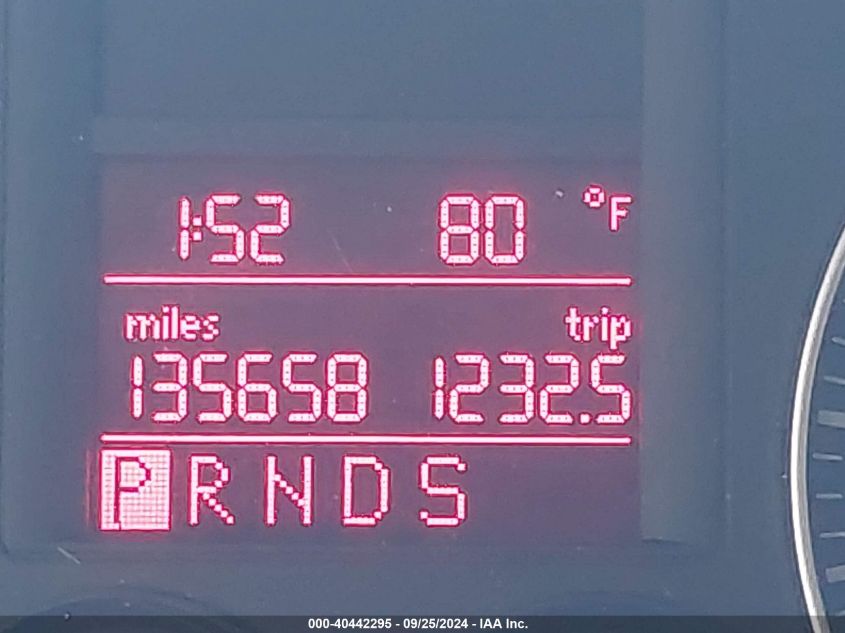 1:52 80 °F
miles trip
135658 1232.5
P R N D S
000-40442295 - 09/25/2024 - IAA Inc.